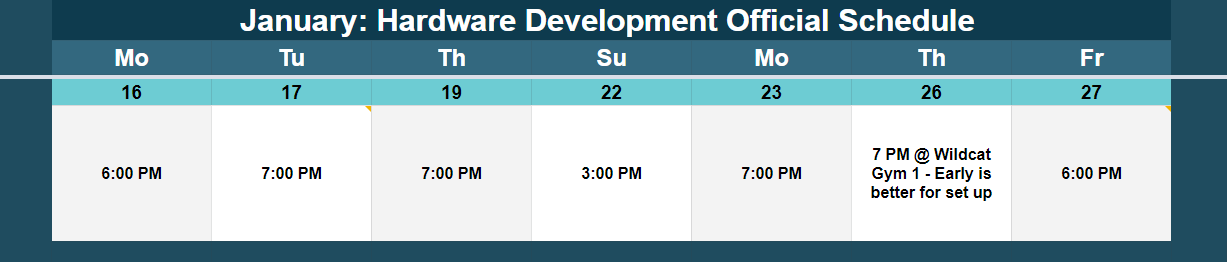 January: Hardware Development Official Schedule
Mo Tu Th Su Mo Th Fr
16 17 19 22 23 26 27
6:00 PM 7:00 PM 7:00 PM 3:00 PM 7:00 PM 7 PM @ Wildcat Gym 1 - Early is better for set up 6:00 PM